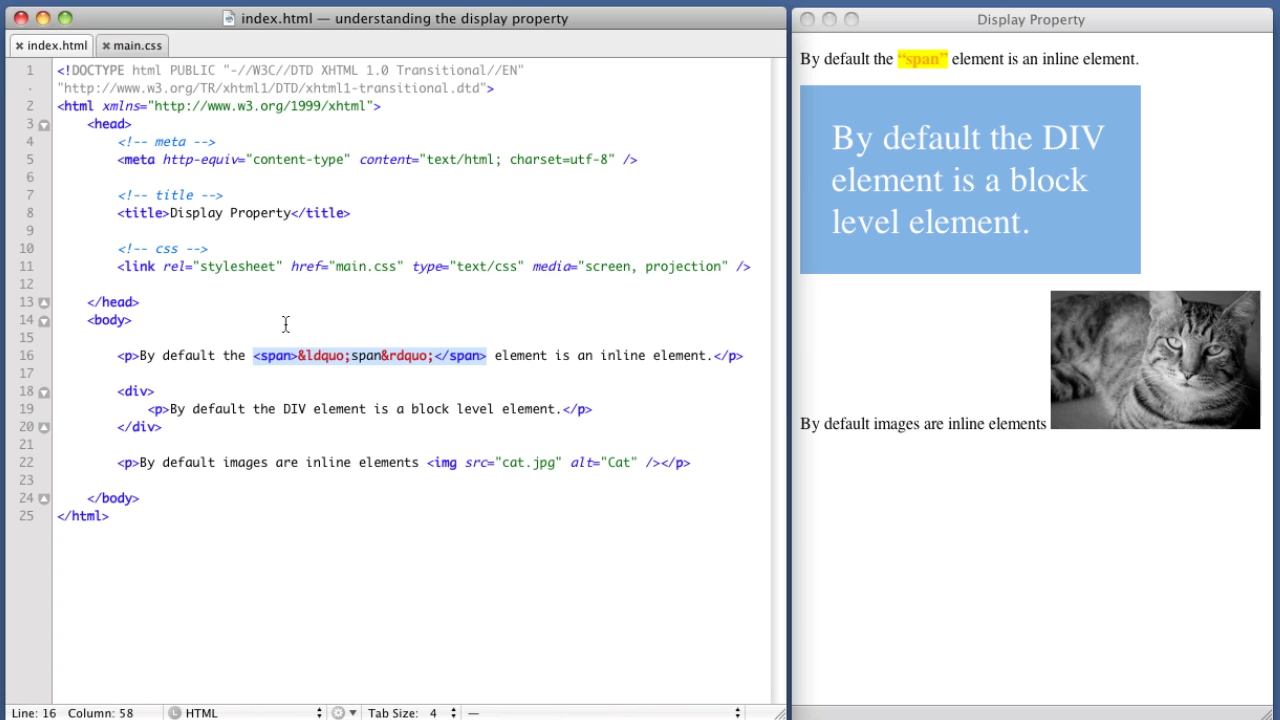 index.html — understanding the display property
index.html
main.css
1 <!DOCTYPE html PUBLIC "-//W3C//DTD XHTML 1.0 Transitional//EN"
· "http://www.w3.org/TR/xhtml1/DTD/xhtml1-transitional.dtd">
2 <html xmlns="http://www.w3.org/1999/xhtml">
3 <head>
4 <!-- meta -->
5 <meta http-equiv="content-type" content="text/html; charset=utf-8" />
6
7 <!-- title -->
8 <title>Display Property</title>
9
10 <!-- css -->
11 <link rel="stylesheet" href="main.css" type="text/css" media="screen, projection" />
12
13 </head>
14 <body>
15
16 <p>By default the <span>&ldquo;span&rdquo;</span> element is an inline element.</p>
17
18 <div>
19 <p>By default the DIV element is a block level element.</p>
20 </div>
21
22 <p>By default images are inline elements <img src="cat.jpg" alt="Cat" /></p>
23
24 </body>
25 </html>
Line: 16 Column: 58 L HTML Tab Size: 4 —
Display Property
By default the “span” element is an inline element.
By default the DIV
element is a block
level element.
By default images are inline elements